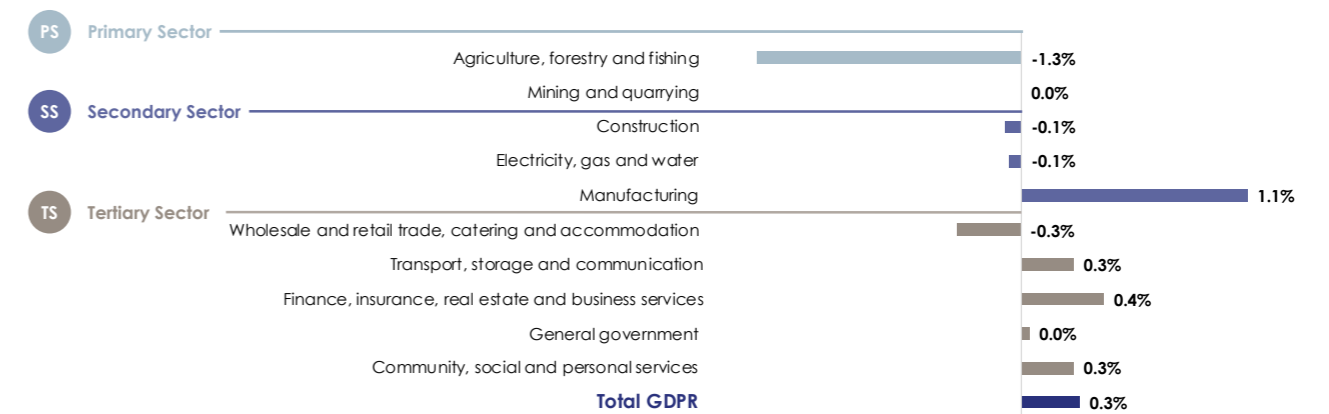 PS Primary Sector
Agriculture, forestry and fishing -1.3%
Mining and quarrying 0.0%
SS Secondary Sector
Construction -0.1%
Electricity, gas and water -0.1%
Manufacturing 1.1%
TS Tertiary Sector
Wholesale and retail trade, catering and accommodation -0.3%
Transport, storage and communication 0.3%
Finance, insurance, real estate and business services 0.4%
General government 0.0%
Community, social and personal services 0.3%
Total GDPR 0.3%